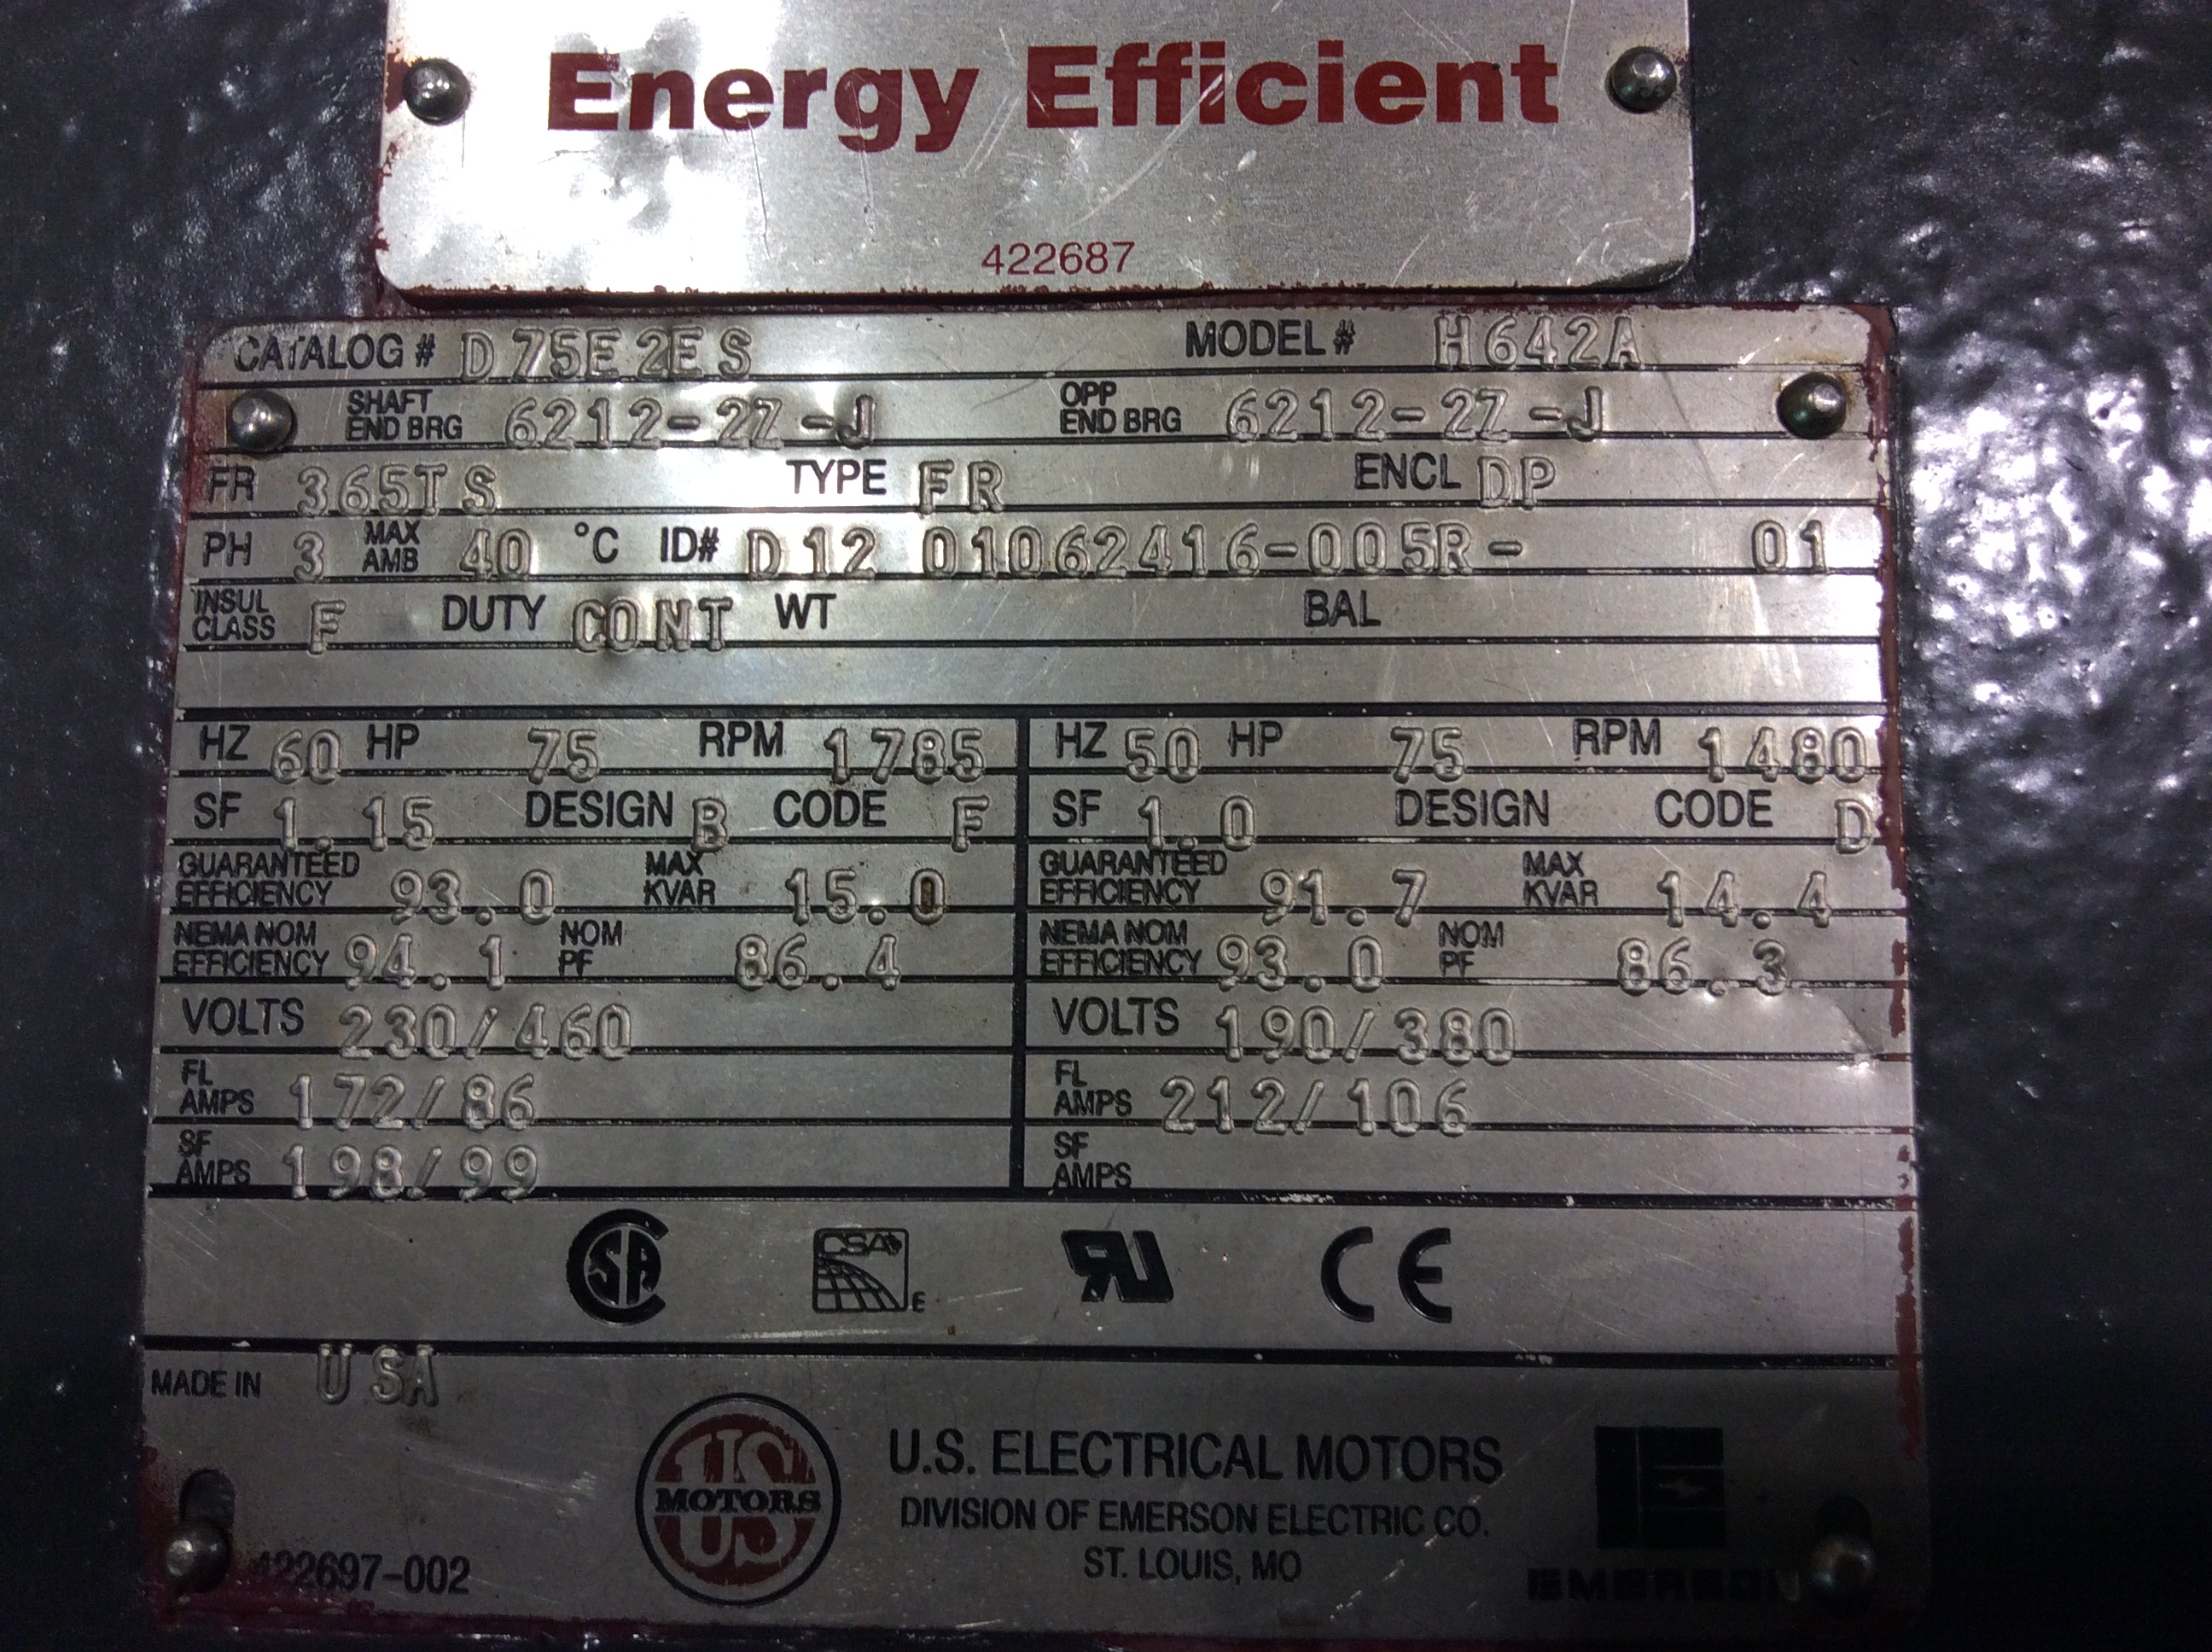 Energy Efficient
422687
CATALOG # D75E2ES MODEL# H642A
SHAFT END BRG 6212-2Z-J OPP END BRG 6212-2Z-J
FR 365TS TYPE FR ENCL DP
PH 3 MAX AMB 40 °C ID# D12 01062416-005R- 01
INSUL CLASS F DUTY CONT WT BAL
HZ 60 HP 75 RPM 1785 HZ 50 HP 75 RPM 1480
SF 1.15 DESIGN B CODE F SF 1.0 DESIGN CODE D
GUARANTEED EFFICIENCY 93.0 MAX KVAR 15.0 GUARANTEED EFFICIENCY 91.7 MAX KVAR 14.4
NEMA NOM EFFICIENCY 94.1 NOM PF 86.4 NEMA NOM EFFICIENCY 93.0 NOM PF 86.3
VOLTS 230/460 VOLTS 190/380
FL AMPS 172/86 FL AMPS 212/106
SF AMPS 198/99 SF AMPS
SA CSA E RU CE
MADE IN USA
US MOTORS
U.S. ELECTRICAL MOTORS
DIVISION OF EMERSON ELECTRIC CO.
ST. LOUIS, MO
EMERSON
422697-002